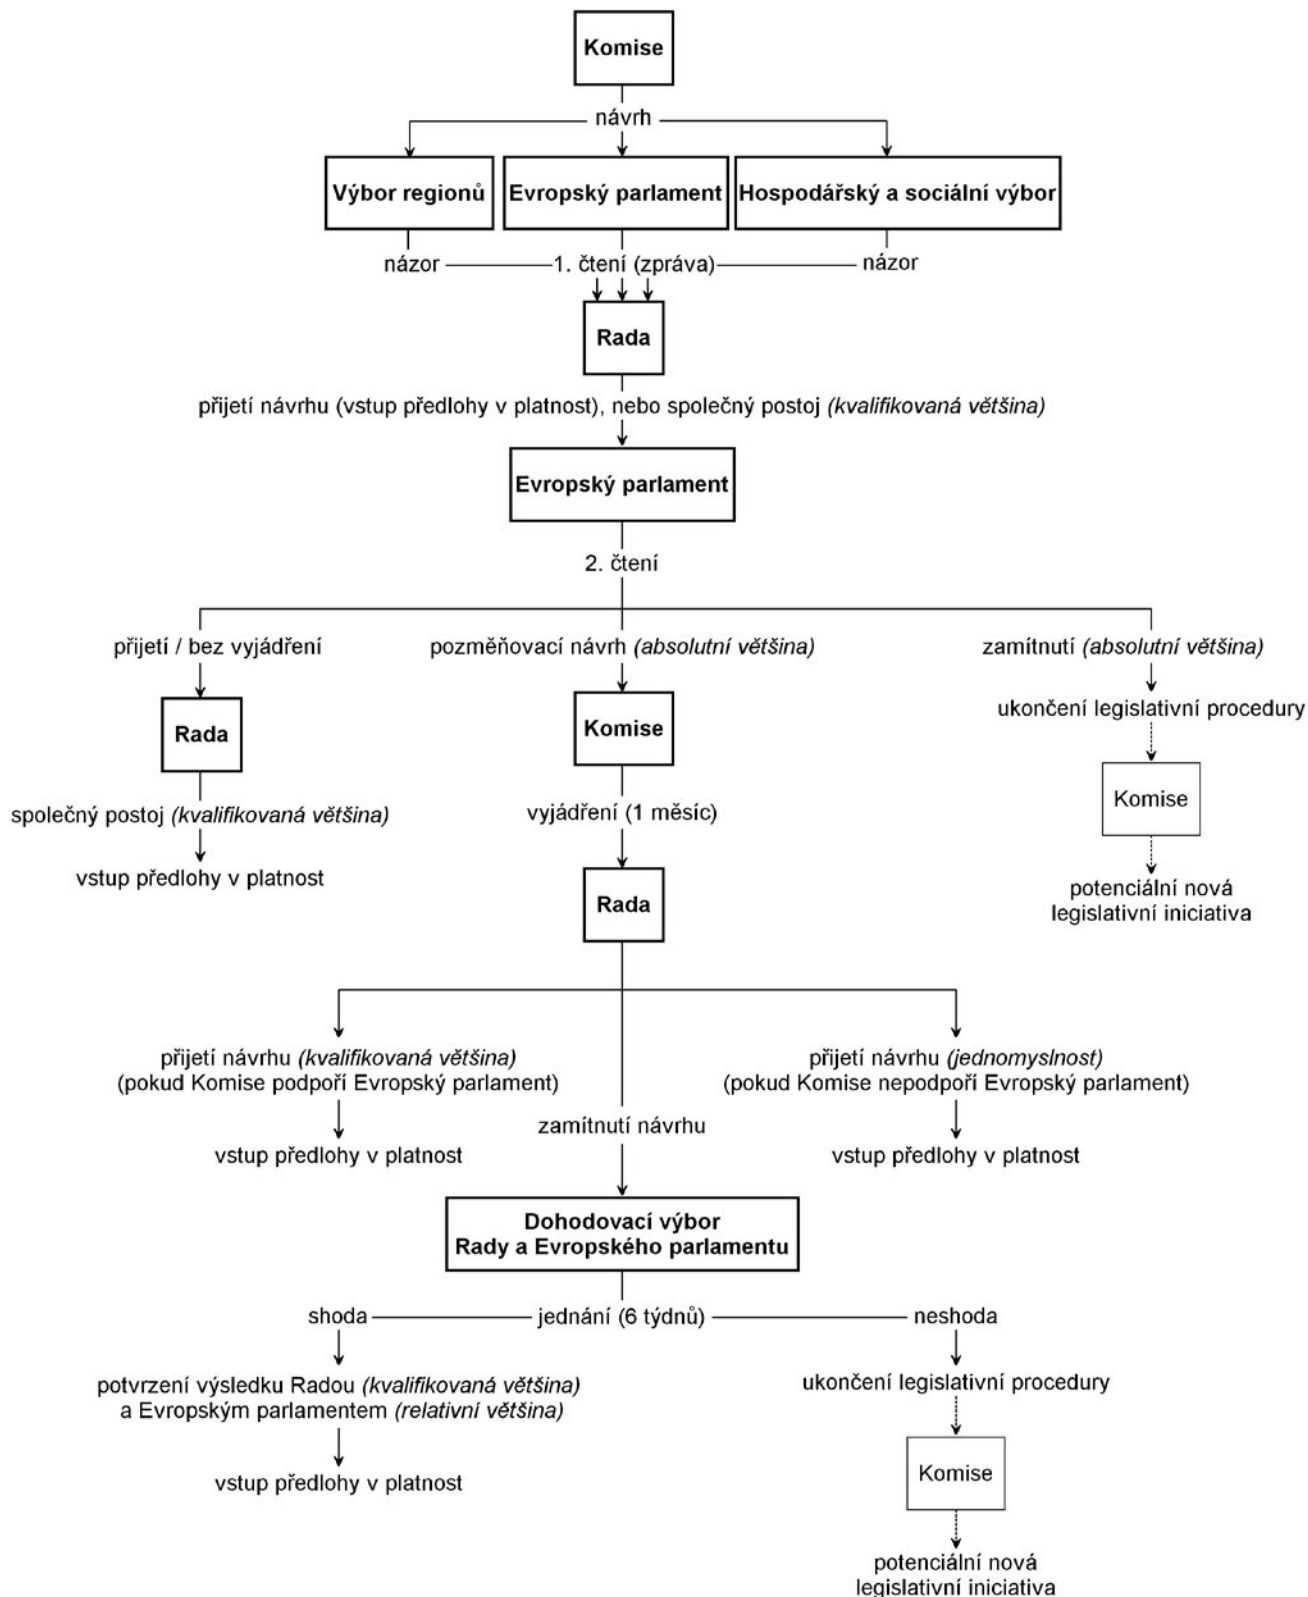 Komise
návrh
Výbor regionů
Evropský parlament
Hospodářský a sociální výbor
názor
1. čtení (zpráva)
názor
Rada
přijetí návrhu (vstup předlohy v platnost), nebo společný postoj (kvalifikovaná většina)
Evropský parlament
2. čtení
přijetí / bez vyjádření
pozměňovací návrh (absolutní většina)
zamítnutí (absolutní většina)
Rada
Komise
ukončení legislativní procedury
Komise
společný postoj (kvalifikovaná většina)
vyjádření (1 měsíc)
vstup předlohy v platnost
Rada
potenciální nová
legislativní iniciativa
přijetí návrhu (kvalifikovaná většina)
(pokud Komise podpoří Evropský parlament)
přijetí návrhu (jednomyslnost)
(pokud Komise nepodpoří Evropský parlament)
zamítnutí návrhu
vstup předlohy v platnost
vstup předlohy v platnost
Dohodovací výbor
Rady a Evropského parlamentu
shoda
jednání (6 týdnů)
neshoda
potvrzení výsledku Radou (kvalifikovaná většina)
a Evropským parlamentem (relativní většina)
ukončení legislativní procedury
vstup předlohy v platnost
Komise
potenciální nová
legislativní iniciativa